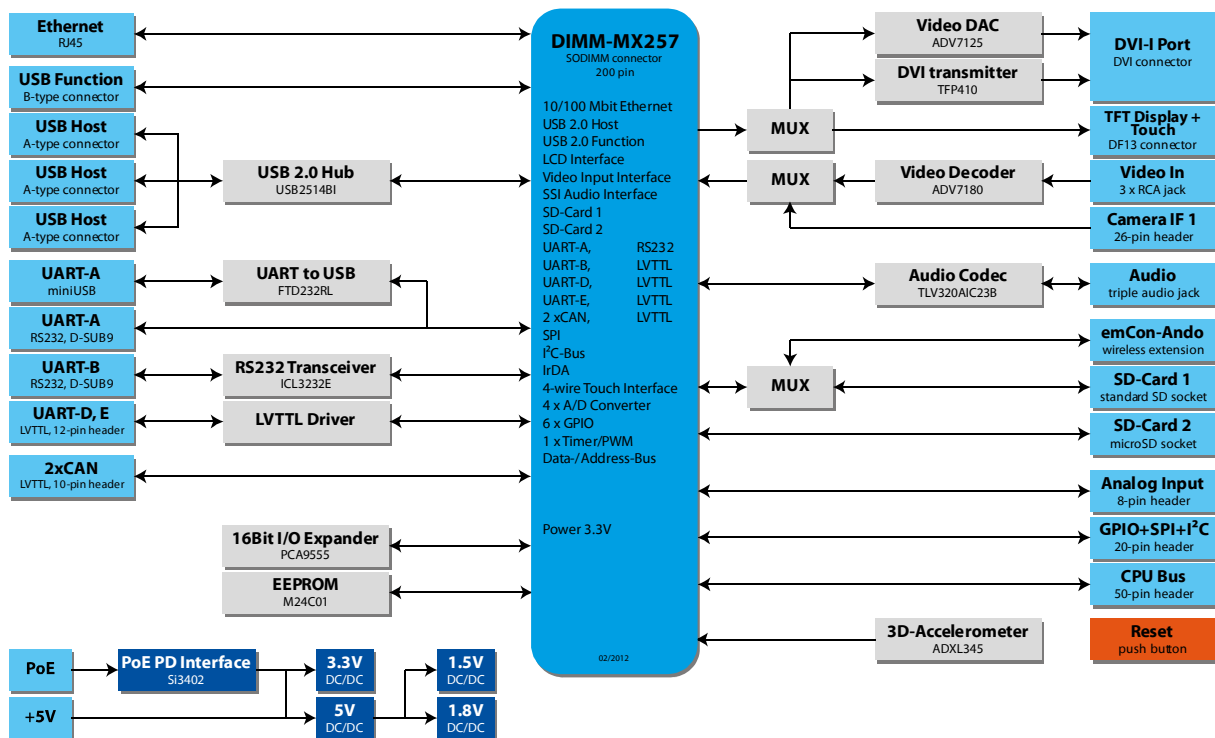 Ethernet
RJ45
USB Function
B-type connector
USB Host
A-type connector
USB Host
A-type connector
USB Host
A-type connector
USB 2.0 Hub
USB2514BI
UART-A
miniUSB
UART to USB
FTD232RL
UART-A
RS232, D-SUB9
UART-B
RS232, D-SUB9
RS232 Transceiver
ICL3232E
UART-D, E
LVTTL, 12-pin header
LVTTL Driver
2xCAN
LVTTL, 10-pin header
16Bit I/O Expander
PCA9555
EEPROM
M24C01
PoE
PoE PD Interface
Si3402
3.3V
DC/DC
1.5V
DC/DC
+5V
5V
DC/DC
1.8V
DC/DC
DIMM-MX257
SODIMM connector
200 pin
10/100 Mbit Ethernet
USB 2.0 Host
USB 2.0 Function
LCD Interface
Video Input Interface
SSI Audio Interface
SD-Card 1
SD-Card 2
UART-A, RS232
UART-B, LVTTL
UART-D, LVTTL
UART-E, LVTTL
2 xCAN, LVTTL
SPI
I²C-Bus
IrDA
4-wire Touch Interface
4 x A/D Converter
6 x GPIO
1 x Timer/PWM
Data-/Address-Bus
Power 3.3V
02/2012
Video DAC
ADV7125
DVI transmitter
TFP410
DVI-I Port
DVI connector
MUX
TFT Display +
Touch
DF13 connector
MUX
Video Decoder
ADV7180
Video In
3 x RCA jack
Camera IF 1
26-pin header
Audio Codec
TLV320AIC23B
Audio
triple audio jack
emCon-Ando
wireless extension
MUX
SD-Card 1
standard SD socket
SD-Card 2
microSD socket
Analog Input
8-pin header
GPIO+SPI+I²C
20-pin header
CPU Bus
50-pin header
3D-Accelerometer
ADXL345
Reset
push button